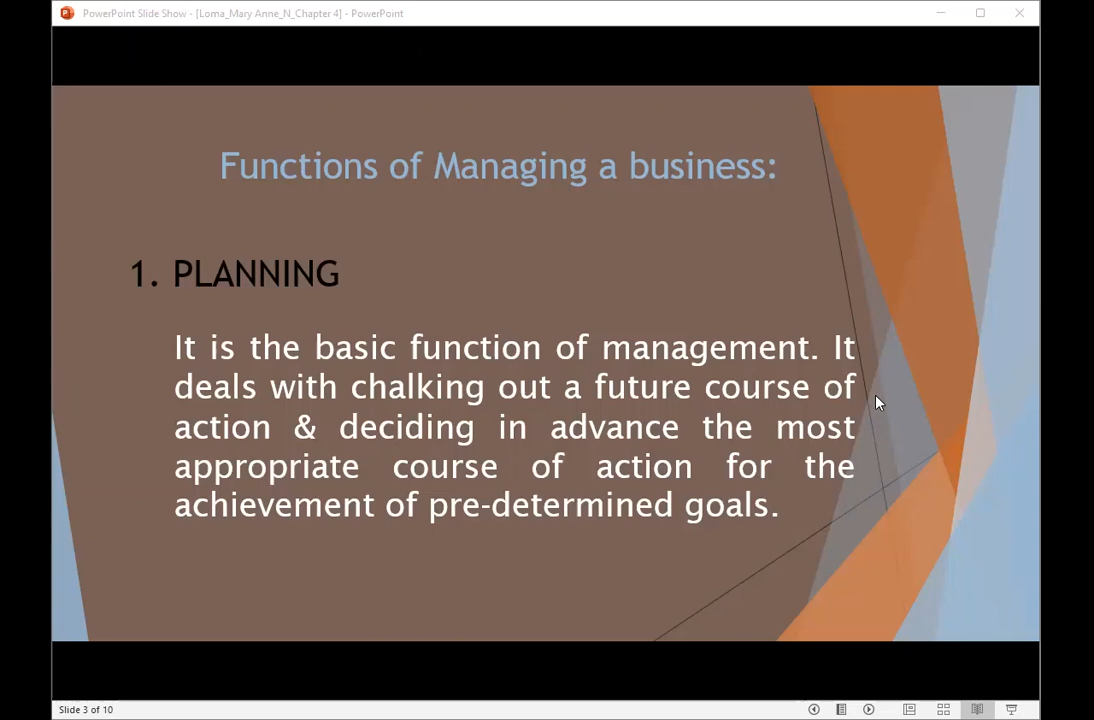 PowerPoint Slide Show - [Loma_Mary Anne_N_Chapter 4] - PowerPoint
Functions of Managing a business:
1. PLANNING
It is the basic function of management. It
deals with chalking out a future course of
action & deciding in advance the most
appropriate course of action for the
achievement of pre-determined goals.
Slide 3 of 10